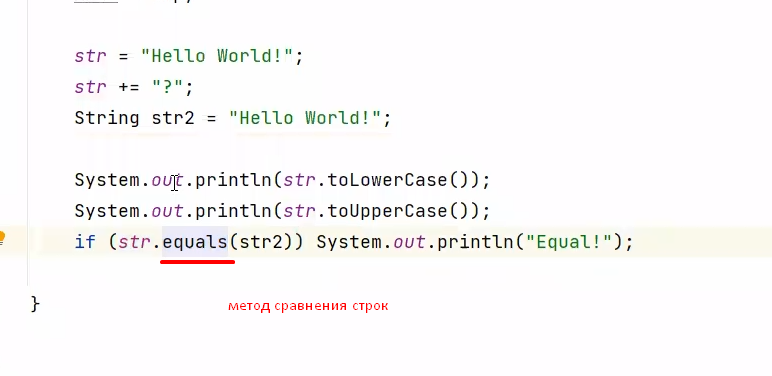 str = "Hello World!";
str += "?";
String str2 = "Hello World!";
System.out.println(str.toLowerCase());
System.out.println(str.toUpperCase());
if (str.equals(str2)) System.out.println("Equal!");
}
метод сравнения строк